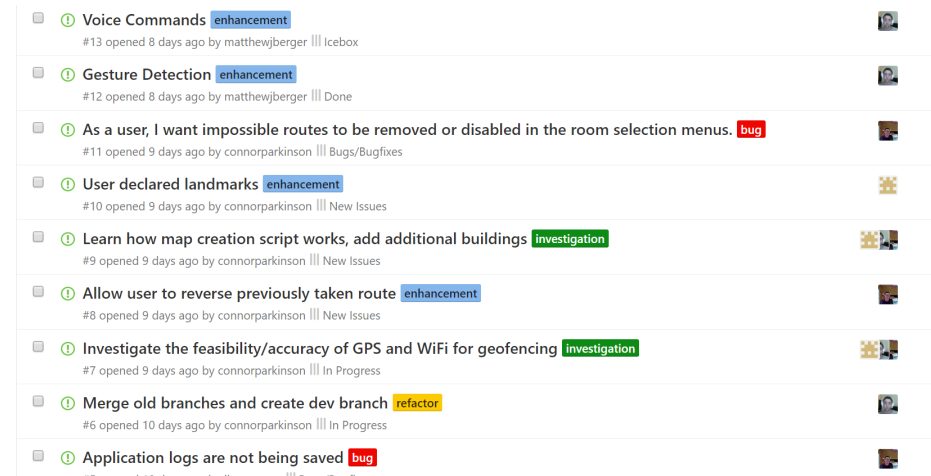 Voice Commands enhancement
#13 opened 8 days ago by matthewjberger Icebox
Gesture Detection enhancement
#12 opened 8 days ago by matthewjberger Done
As a user, I want impossible routes to be removed or disabled in the room selection menus. bug
#11 opened 9 days ago by connorparkinson Bugs/Bugfixes
User declared landmarks enhancement
#10 opened 9 days ago by connorparkinson New Issues
Learn how map creation script works, add additional buildings investigation
#9 opened 9 days ago by connorparkinson New Issues
Allow user to reverse previously taken route enhancement
#8 opened 9 days ago by connorparkinson New Issues
Investigate the feasibility/accuracy of GPS and WiFi for geofencing investigation
#7 opened 9 days ago by connorparkinson In Progress
Merge old branches and create dev branch refactor
#6 opened 10 days ago by connorparkinson In Progress
Application logs are not being saved bug